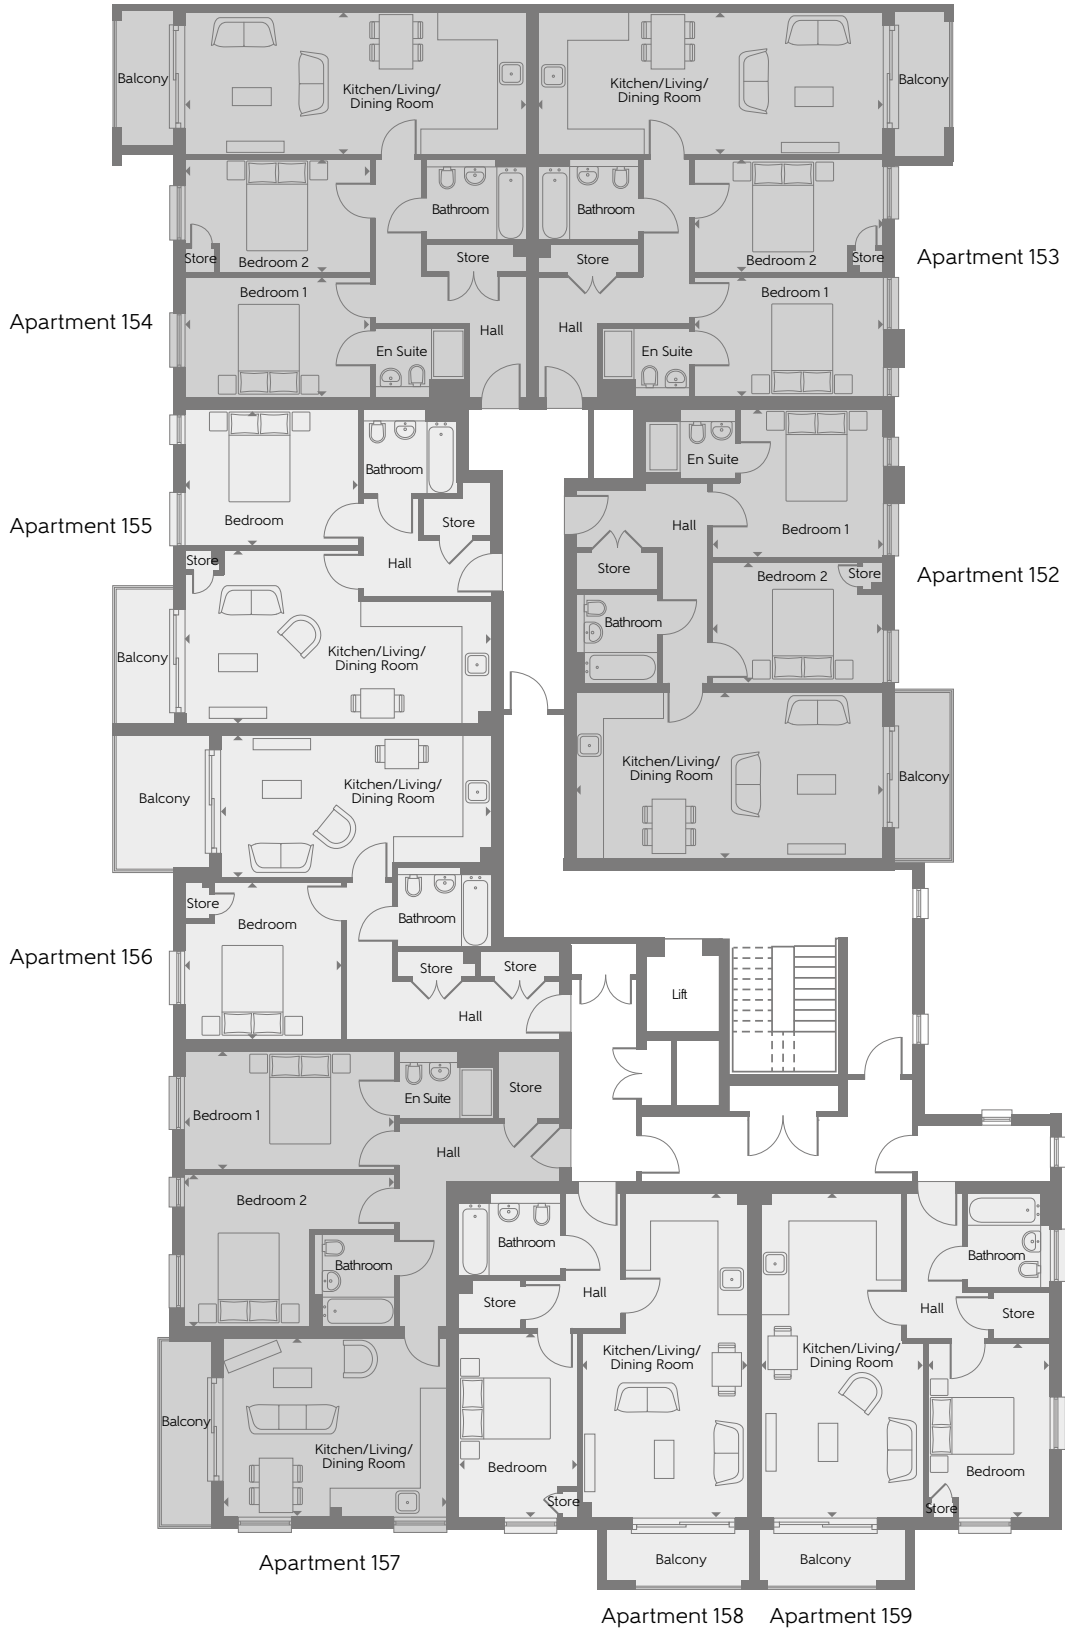 Balcony
Kitchen/Living/
Dining Room
Kitchen/Living/
Dining Room
Balcony
Bathroom
Bathroom
Store
Bedroom 2
Store
Store
Bedroom 2
Store
Apartment 153
Bedroom 1
Bedroom 1
Apartment 154
Hall
Hall
En Suite
En Suite
Bathroom
En Suite
Bedroom
Store
Apartment 155
Hall
Bedroom 1
Store
Hall
Store
Bedroom 2
Store
Apartment 152
Bathroom
Balcony
Kitchen/Living/
Dining Room
Kitchen/Living/
Dining Room
Balcony
Balcony
Kitchen/Living/
Dining Room
Store
Bedroom
Bathroom
Apartment 156
Store
Store
Lift
Hall
Bedroom 1
En Suite
Store
Hall
Bedroom 2
Bathroom
Bathroom
Bathroom
Store
Hall
Hall
Store
Kitchen/Living/
Dining Room
Kitchen/Living/
Dining Room
Balcony
Kitchen/Living/
Dining Room
Bedroom
Bedroom
Store
Store
Apartment 157
Balcony
Balcony
Apartment 158
Apartment 159